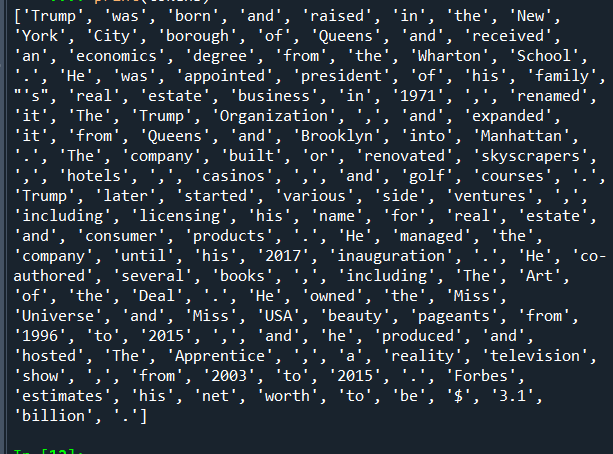 ['Trump', 'was', 'born', 'and', 'raised', 'in', 'the', 'New',
'York', 'City', 'borough', 'of', 'Queens', 'and', 'received',
'an', 'economics', 'degree', 'from', 'the', 'Wharton', 'School',
'.', 'He', 'was', 'appointed', 'president', 'of', 'his', 'family',
"'s", 'real', 'estate', 'business', 'in', '1971', ',', 'renamed',
'it', 'The', 'Trump', 'Organization', ',', 'and', 'expanded',
'it', 'from', 'Queens', 'and', 'Brooklyn', 'into', 'Manhattan',
'.', 'The', 'company', 'built', 'or', 'renovated', 'skyscrapers',
',', 'hotels', ',', 'casinos', ',', 'and', 'golf', 'courses', '.',
'Trump', 'later', 'started', 'various', 'side', 'ventures', ',',
'including', 'licensing', 'his', 'name', 'for', 'real', 'estate',
'and', 'consumer', 'products', '.', 'He', 'managed', 'the',
'company', 'until', 'his', '2017', 'inauguration', '.', 'He', 'co-
authored', 'several', 'books', ',', 'including', 'The', 'Art',
'of', 'the', 'Deal', '.', 'He', 'owned', 'the', 'Miss',
'Universe', 'and', 'Miss', 'USA', 'beauty', 'pageants', 'from',
'1996', 'to', '2015', ',', 'and', 'he', 'produced', 'and',
'hosted', 'The', 'Apprentice', ',', 'a', 'reality', 'television',
'show', ',', 'from', '2003', 'to', '2015', '.', 'Forbes',
'estimates', 'his', 'net', 'worth', 'to', 'be', '$', '3.1',
'billion', '.']